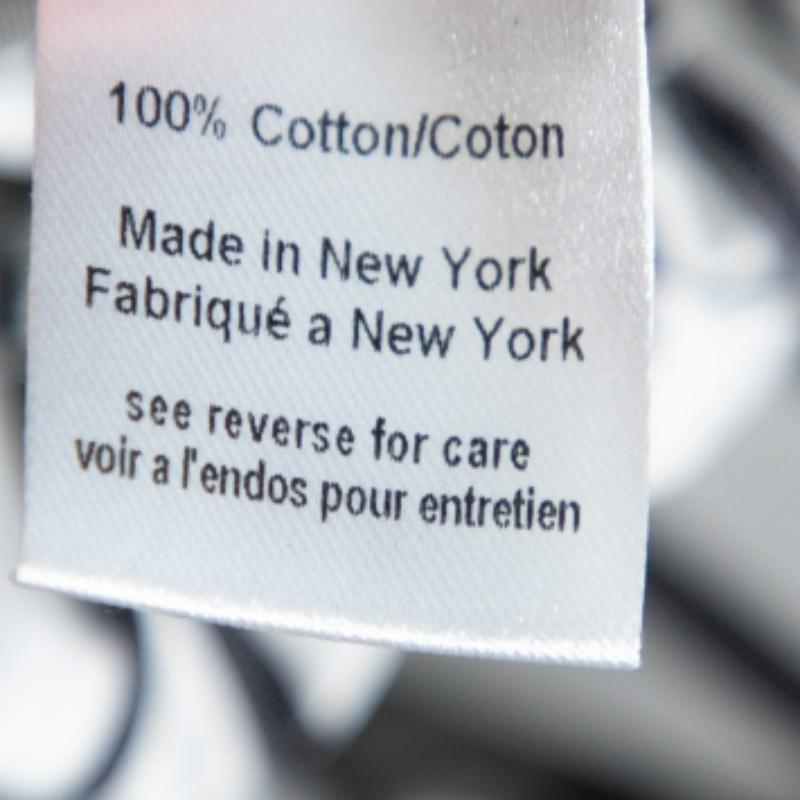 100% Cotton/Coton
Made in New York
Fabriqué a New York
see reverse for care
voir a l'endos pour entretien